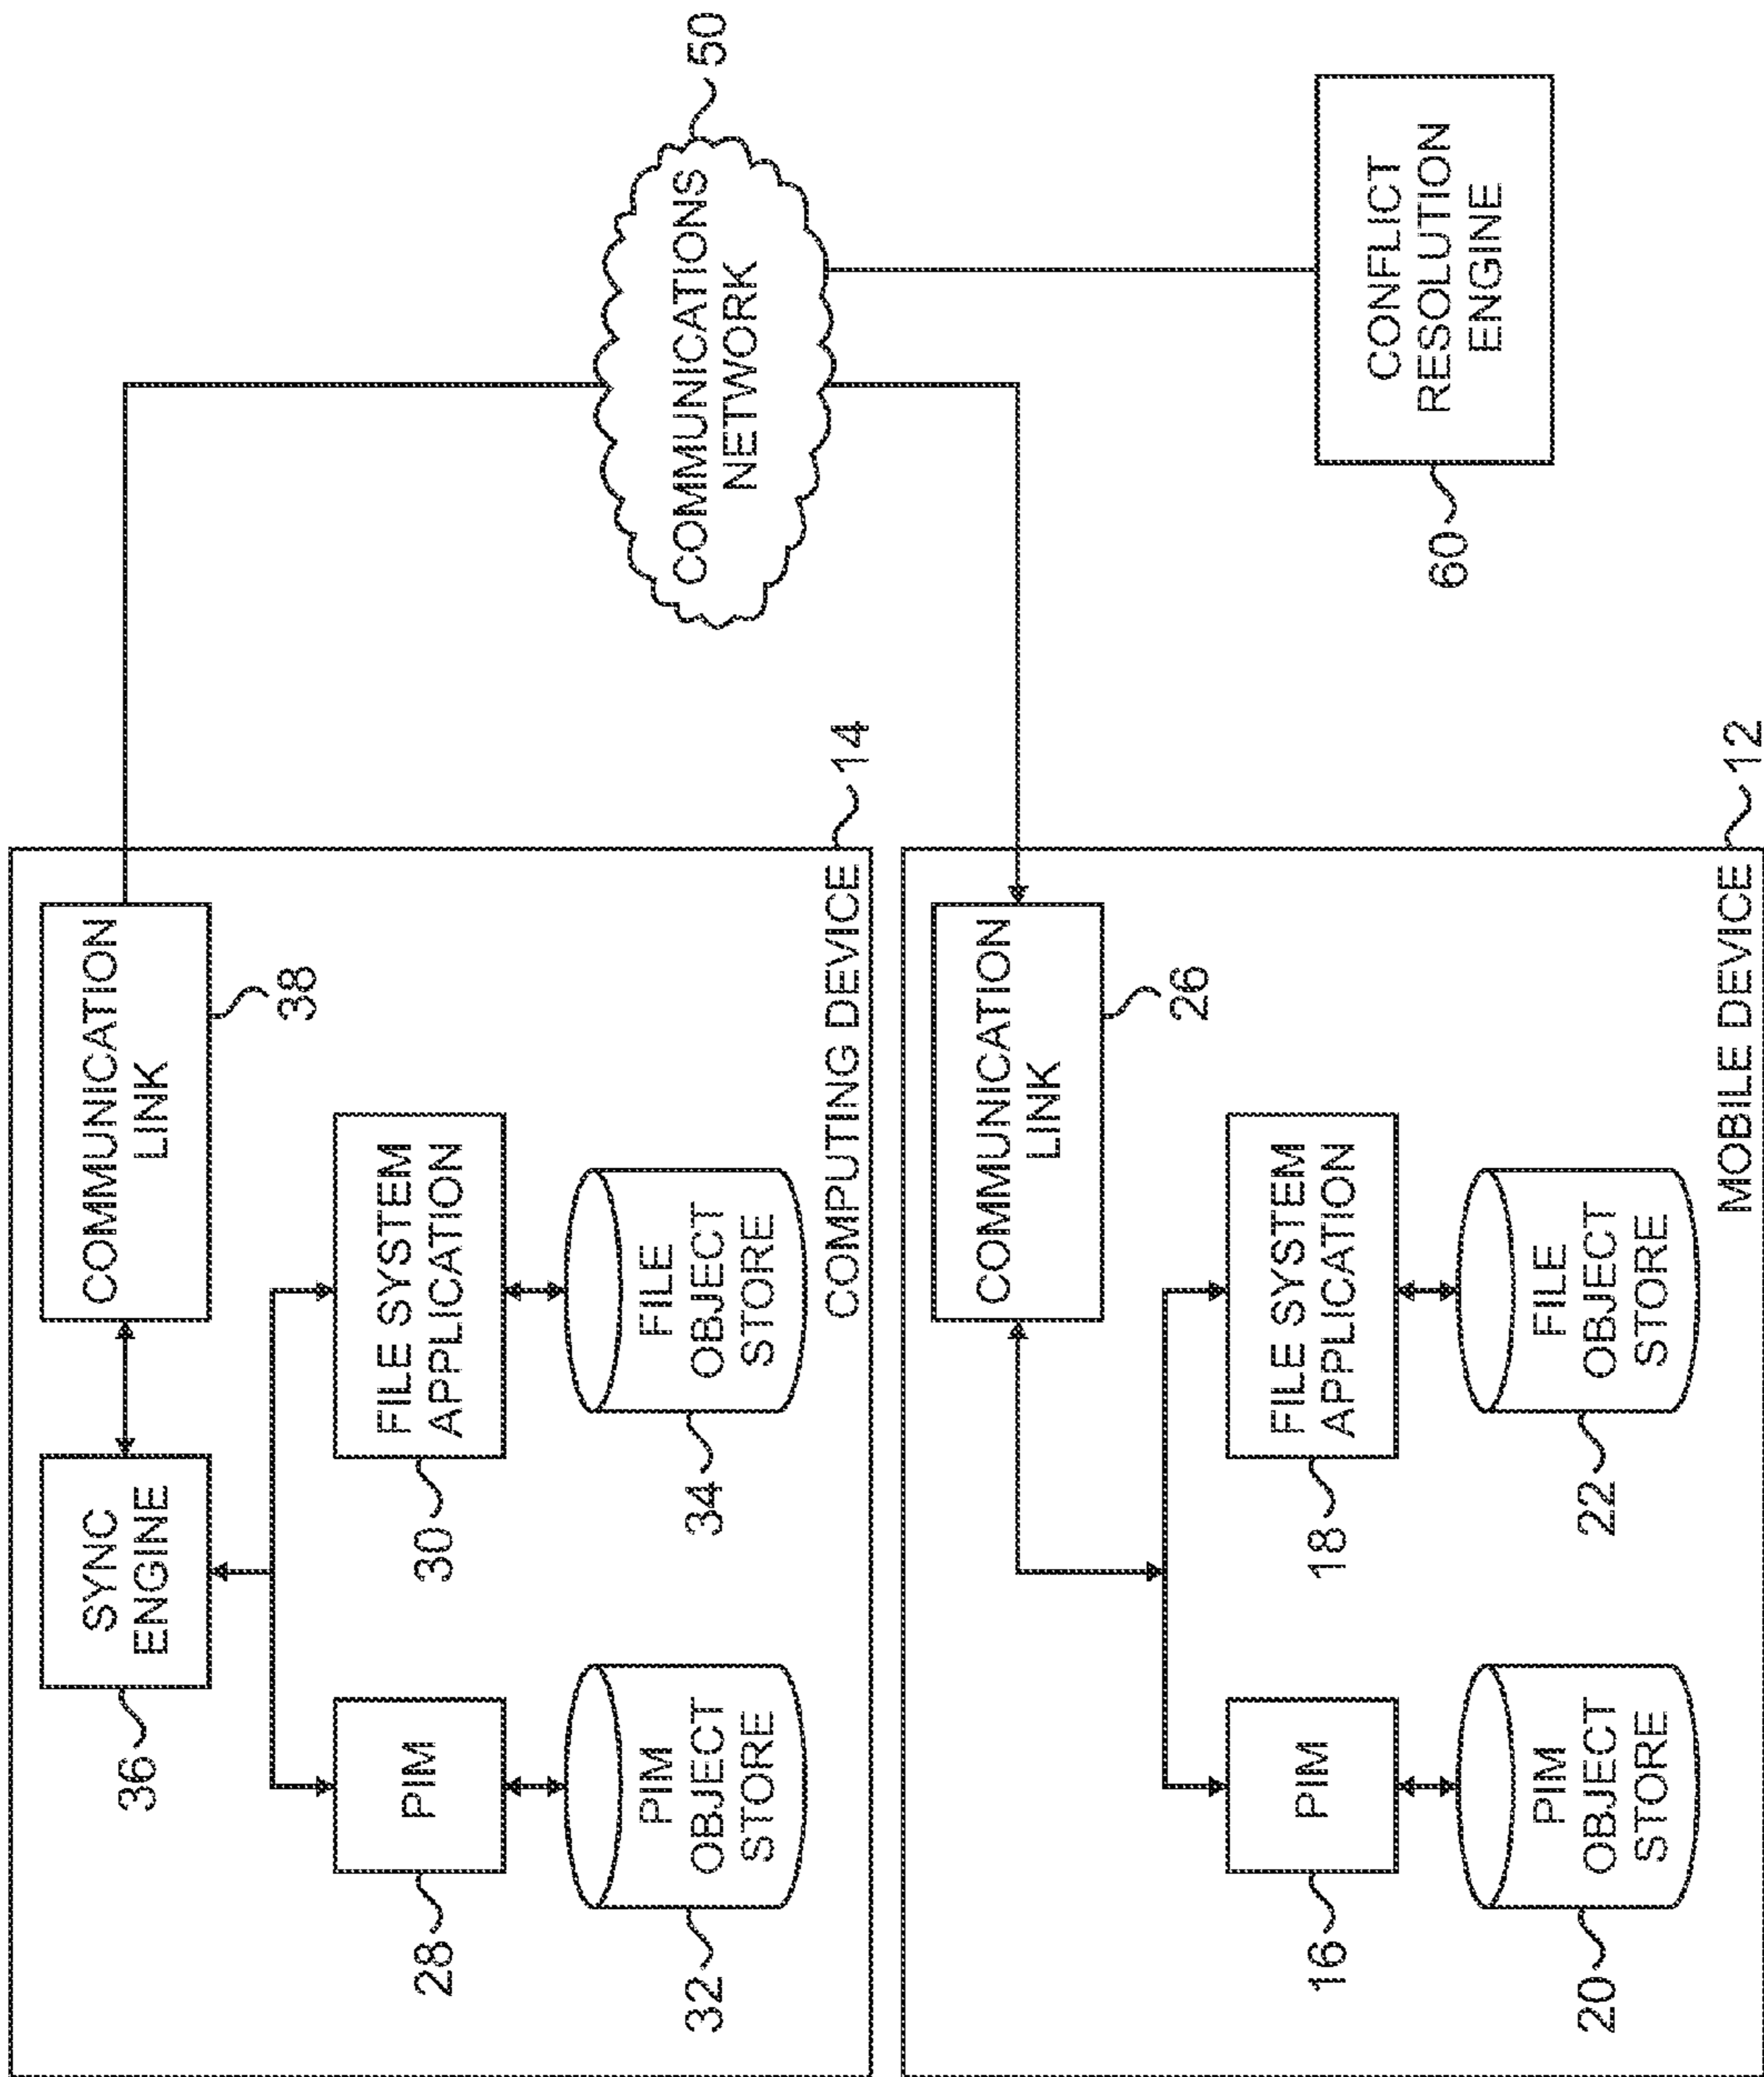 36
SYNC
ENGINE
COMMUNICATION
LINK
38
28
PIM
30
FILE SYSTEM
APPLICATION
32
PIM
OBJECT
STORE
34
FILE
OBJECT
STORE
COMPUTING DEVICE
14
COMMUNICATION
LINK
26
16
PIM
18
FILE SYSTEM
APPLICATION
20
PIM
OBJECT
STORE
22
FILE
OBJECT
STORE
MOBILE DEVICE
12
50
COMMUNICATIONS
NETWORK
60
CONFLICT
RESOLUTION
ENGINE